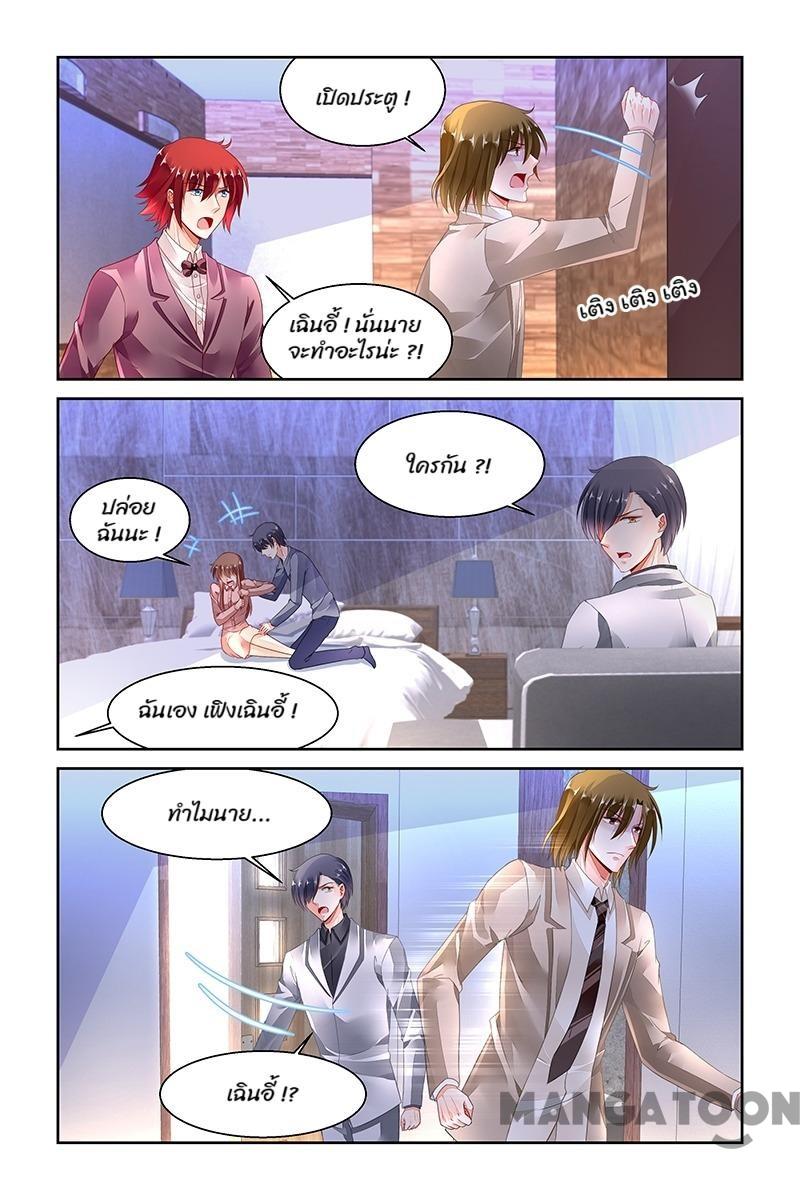 เปิดประตู !
เฉินอี้ ! นั่นนาย
จะทำอะไรน่ะ ?!
เติง เติง เติง
ใครกัน ?!
ปล่อย
ฉันนะ !
ฉันเอง เฟิงเฉินอี้ !
ทำไมนาย...
เฉินอี้ !?
MANGATOON